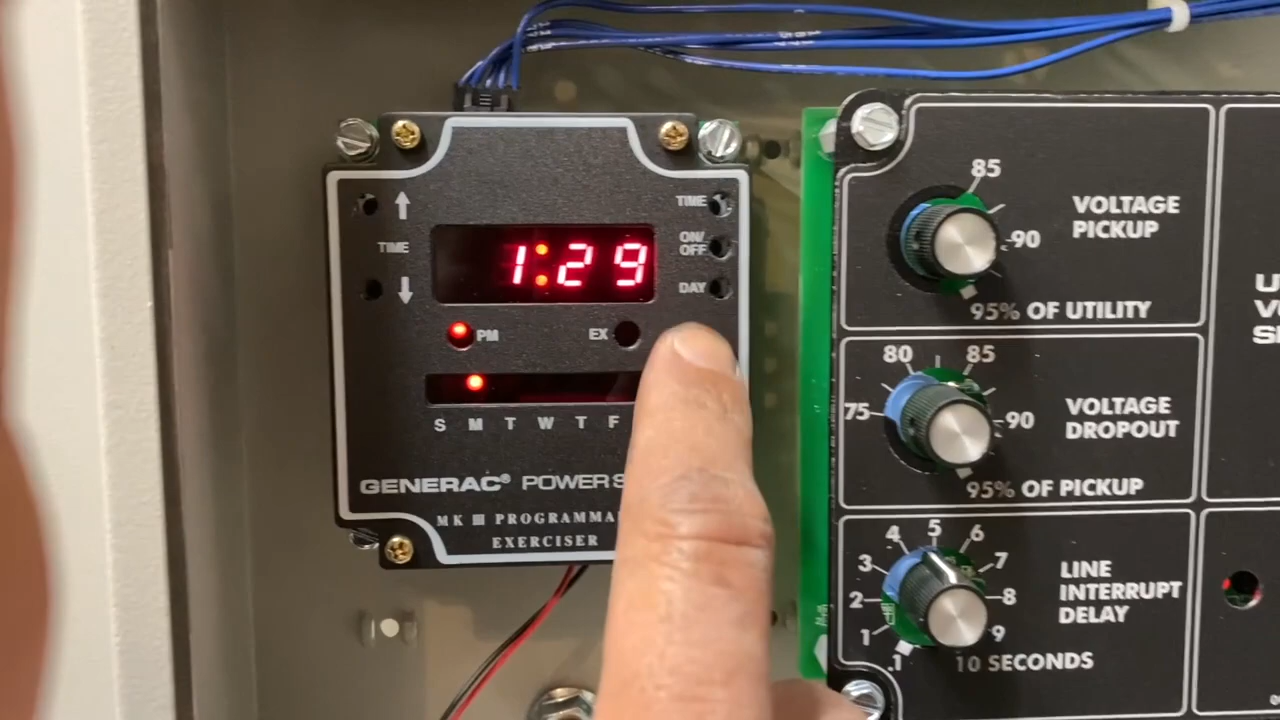 TIME
ON/
OFF
DAY
TIME
1:29
PM
EX
S M T W T F
GENERAC® POWER
MK III
EXERCISER
85
90
VOLTAGE
PICKUP
95% OF UTILITY
80
85
75
90
VOLTAGE
DROPOUT
95% OF PICKUP
4
5
6
3
7
2
8
1
9
.1
10 SECONDS
LINE
INTERRUPT
DELAY